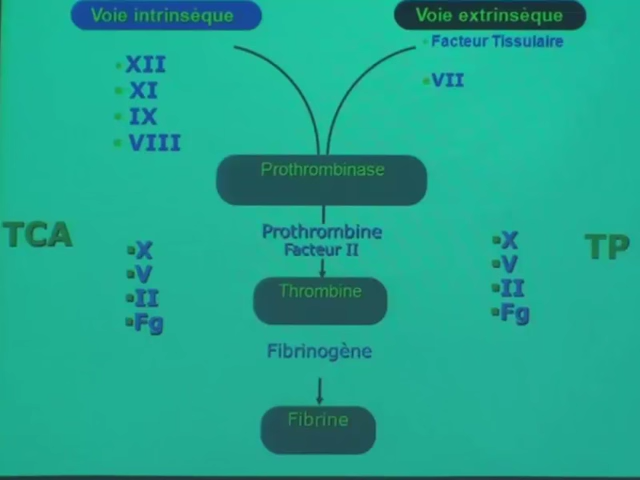 Voie intrinsèque
Voie extrinsèque
Facteur Tissulaire
XII
XI
IX
VIII
VII
Prothrombinase
Prothrombine
Facteur II
TCA
X
V
II
Fg
X
V
II
Fg
TP
Thrombine
Fibrinogène
Fibrine